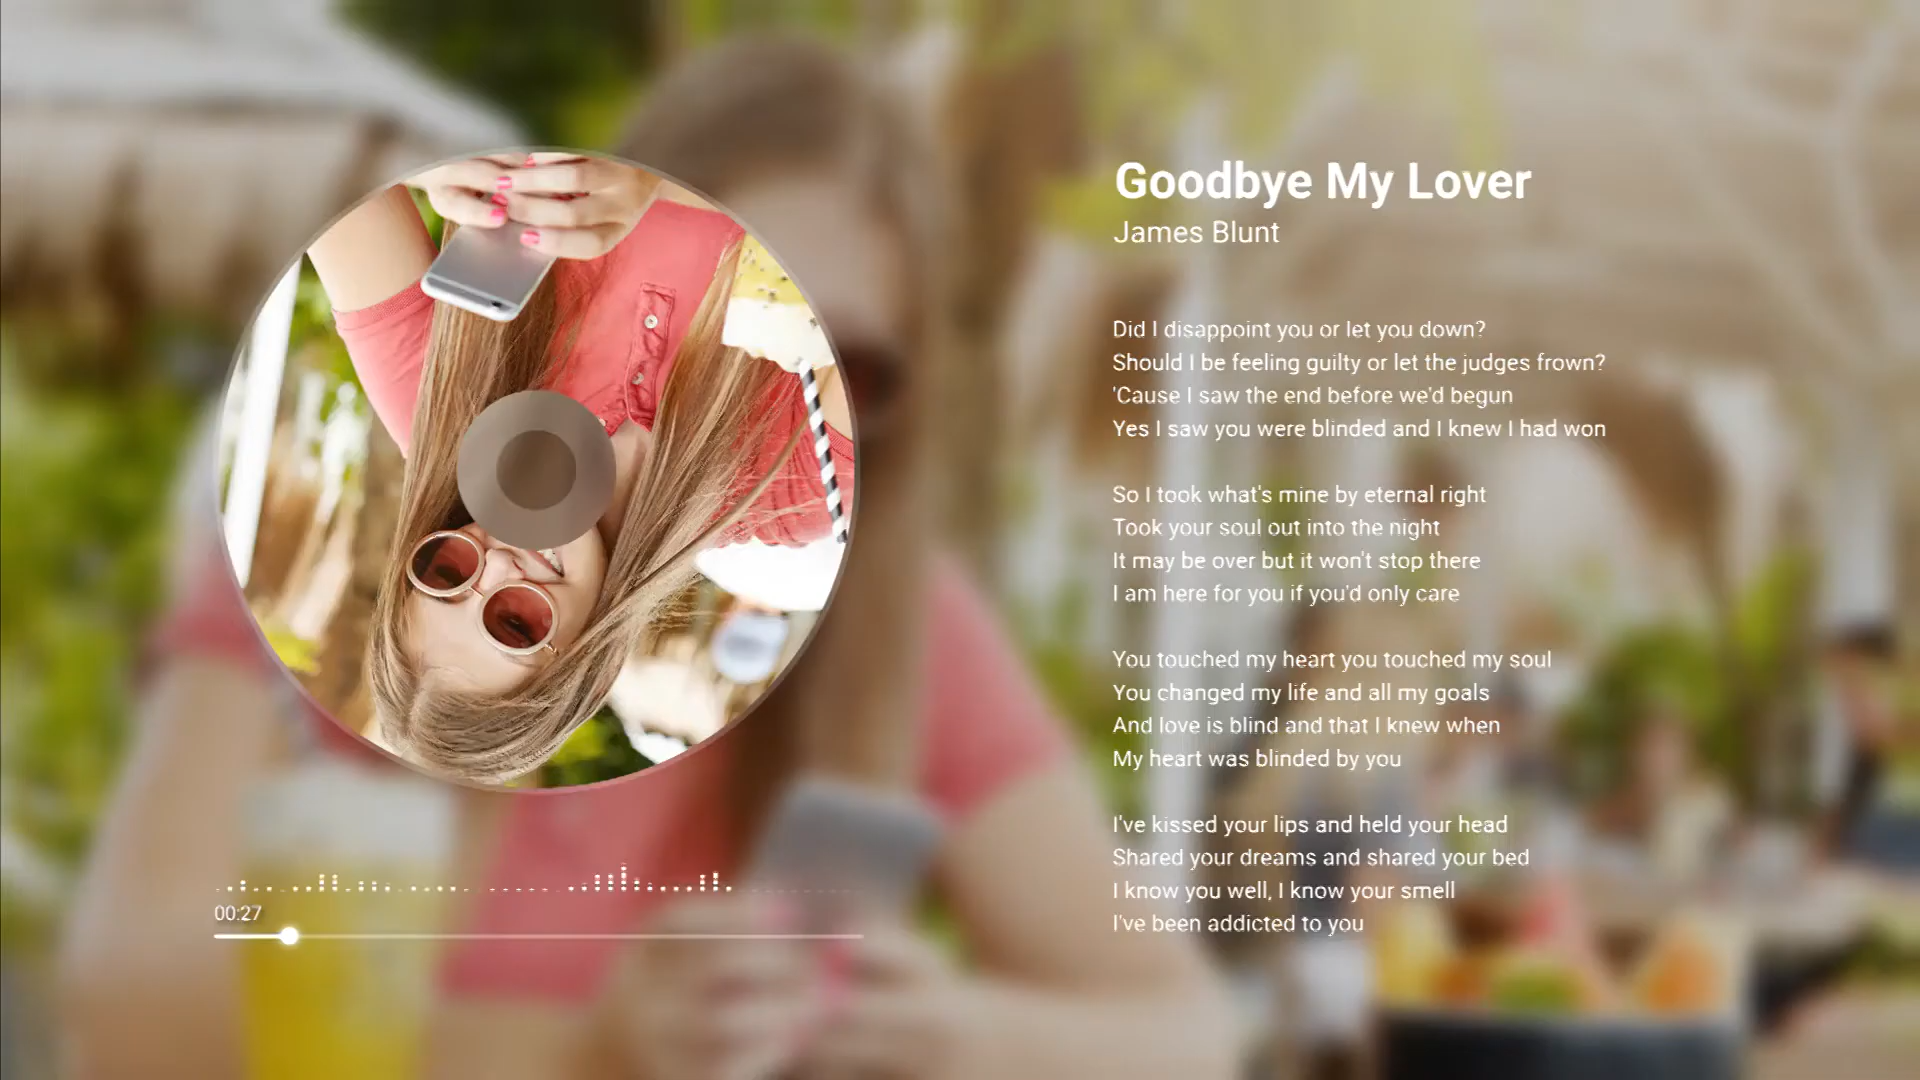 Goodbye My Lover
James Blunt
Did I disappoint you or let you down?
Should I be feeling guilty or let the judges frown?
'Cause I saw the end before we'd begun
Yes I saw you were blinded and I knew I had won
So I took what's mine by eternal right
Took your soul out into the night
It may be over but it won't stop there
I am here for you if you'd only care
You touched my heart you touched my soul
You changed my life and all my goals
And love is blind and that I knew when
My heart was blinded by you
I've kissed your lips and held your head
Shared your dreams and shared your bed
I know you well, I know your smell
I've been addicted to you
00:27